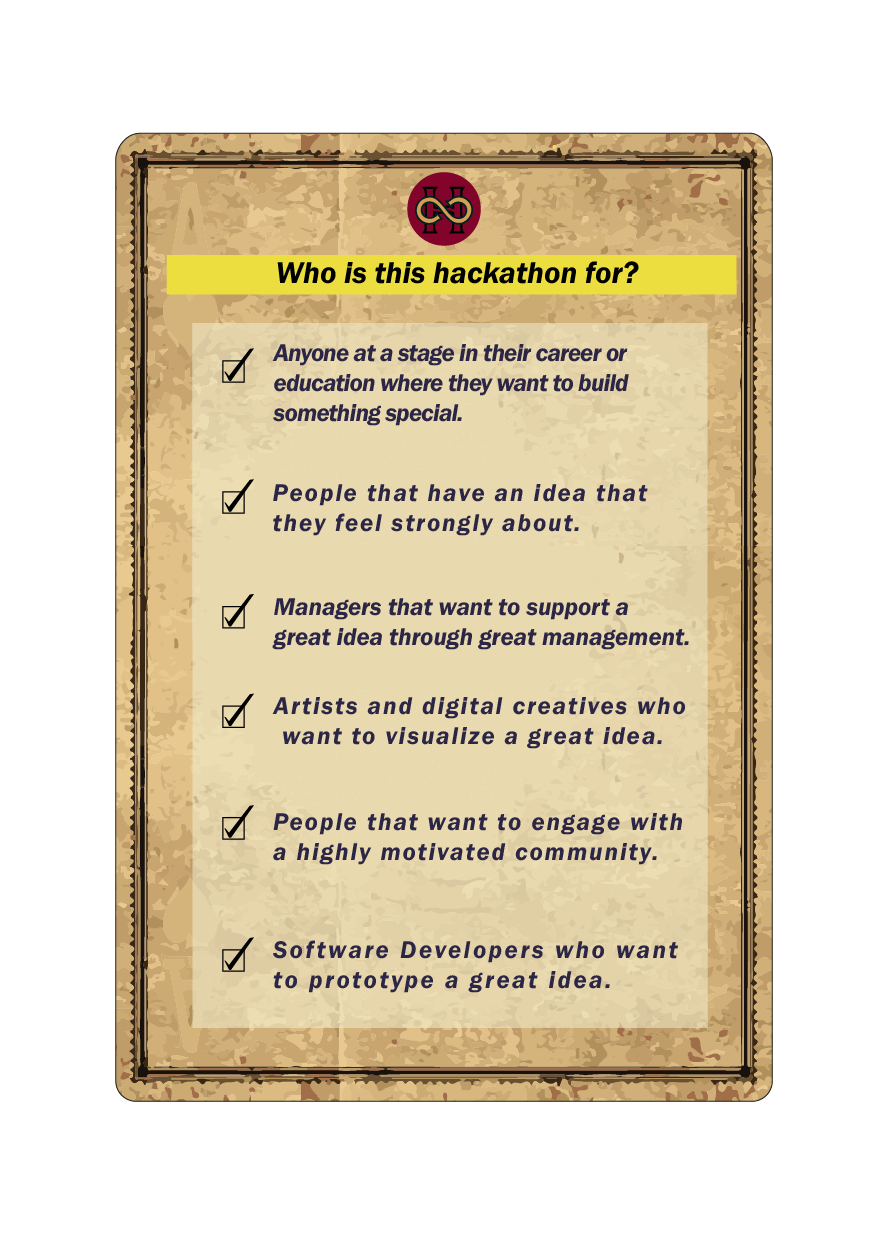 Who is this hackathon for?
Anyone at a stage in their career or
education where they want to build
something special.
People that have an idea that
they feel strongly about.
Managers that want to support a
great idea through great management.
Artists and digital creatives who
want to visualize a great idea.
People that want to engage with
a highly motivated community.
Software Developers who want
to prototype a great idea.